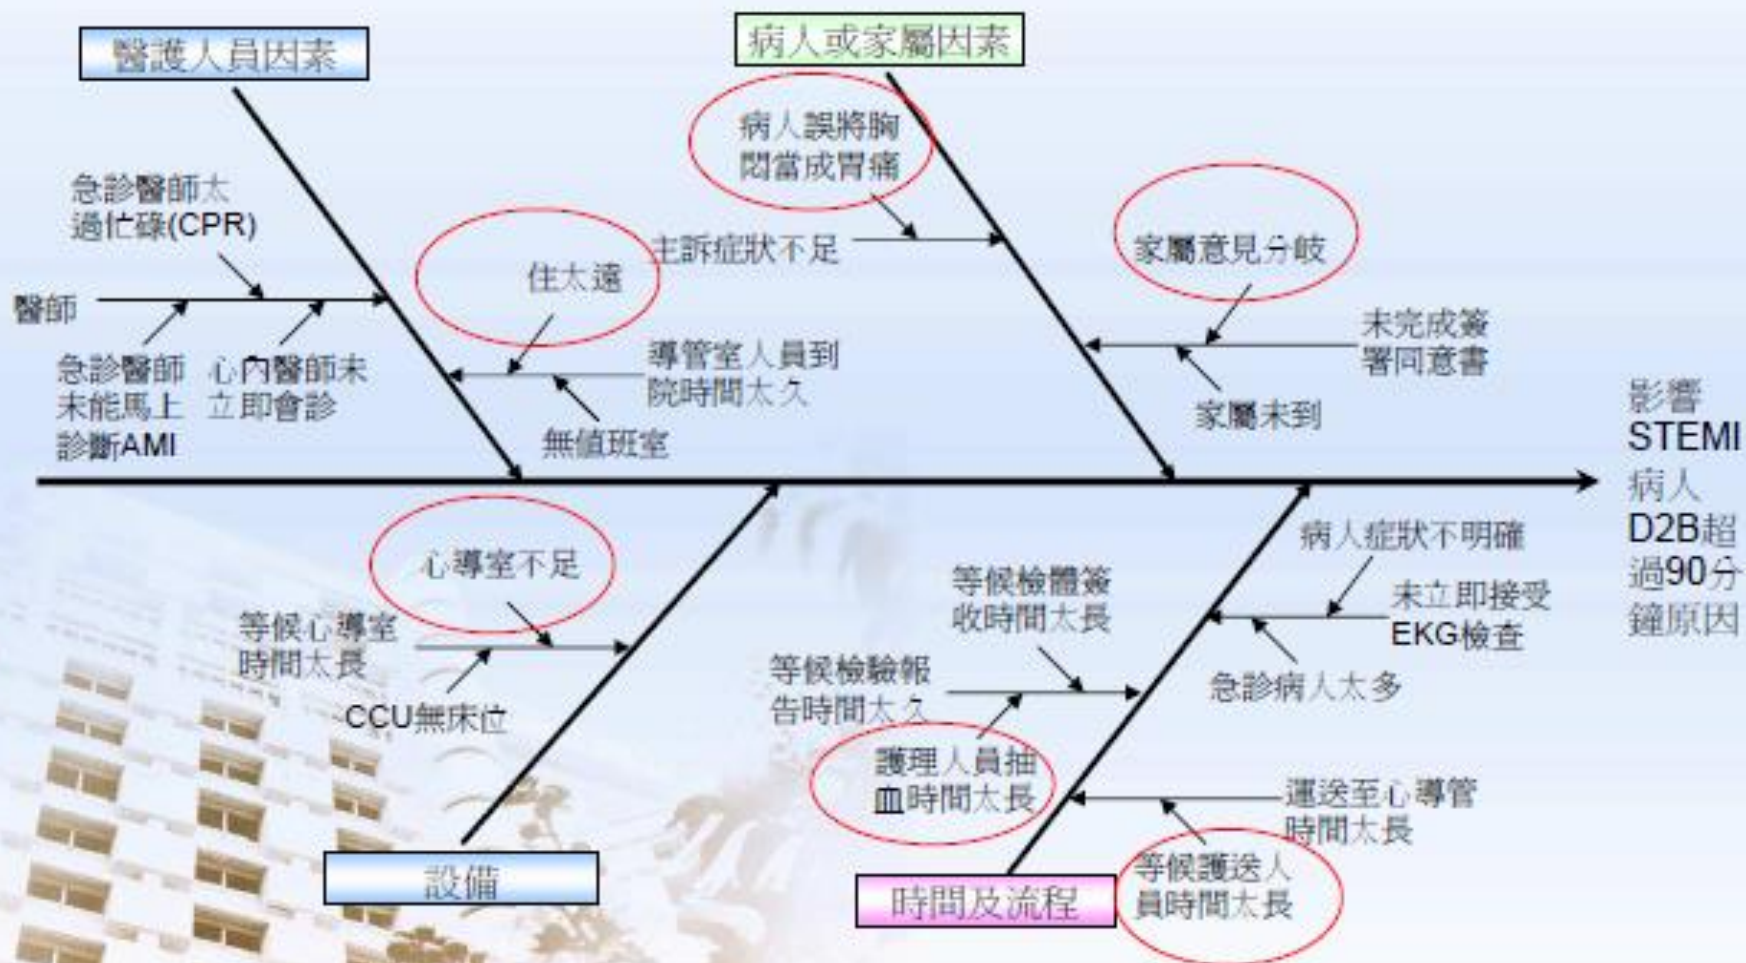 醫護人員因素
病人或家屬因素
病人誤將胸
悶當成胃痛
急診醫師太
過忙碌(CPR)
主訴症狀不足
家屬意見分歧
住太遠
醫師
急診醫師
未能馬上
診斷AMI
心內醫師未
立即會診
導管室人員到
院時間太久
無值班室
未完成簽
署同意書
家屬未到
影響
STEMI
病人
D2B超
過90分
鐘原因
心導室不足
等候心導室
時間太長
CCU無床位
設備
病人症狀不明確
未立即接受
EKG檢查
急診病人太多
等候檢體簽
收時間太長
等候檢驗報
告時間太久
護理人員抽
血時間太長
運送至心導管
時間太長
等候護送人
員時間太長
時間及流程